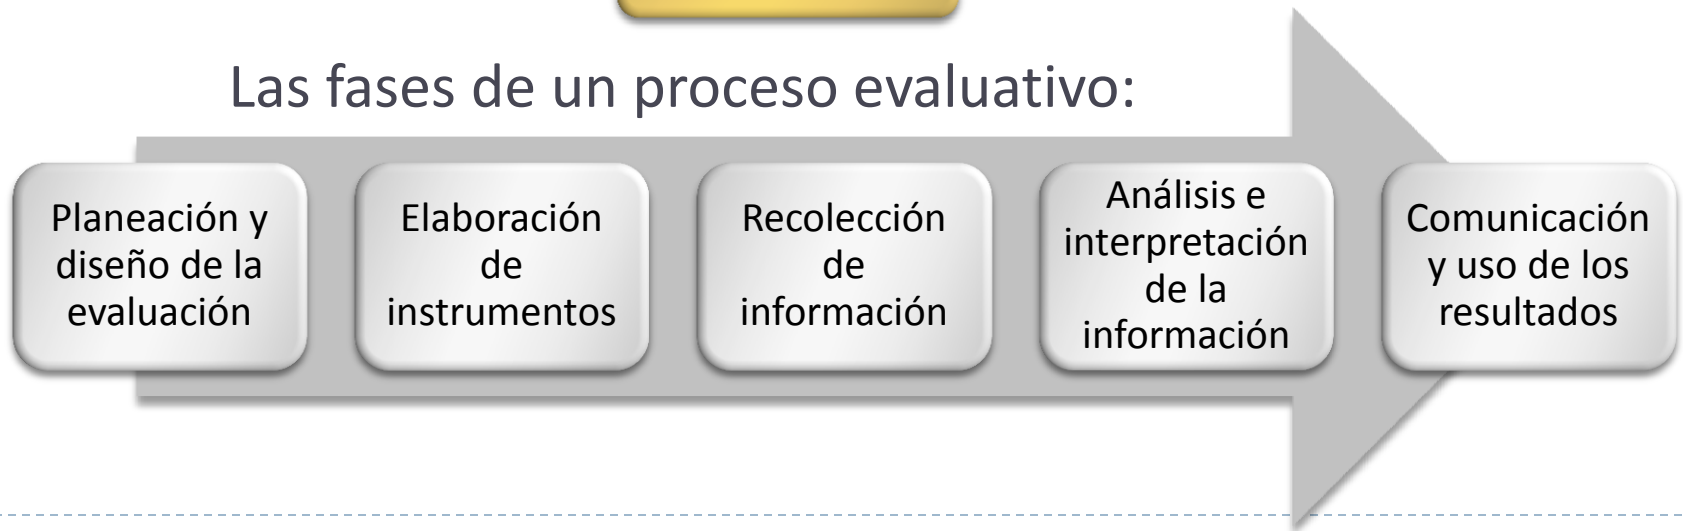 Las fases de un proceso evaluativo:
Planeación y
diseño de la
evaluación
Elaboración
de
instrumentos
Recolección
de
información
Análisis e
interpretación
de la
información
Comunicación
y uso de los
resultados